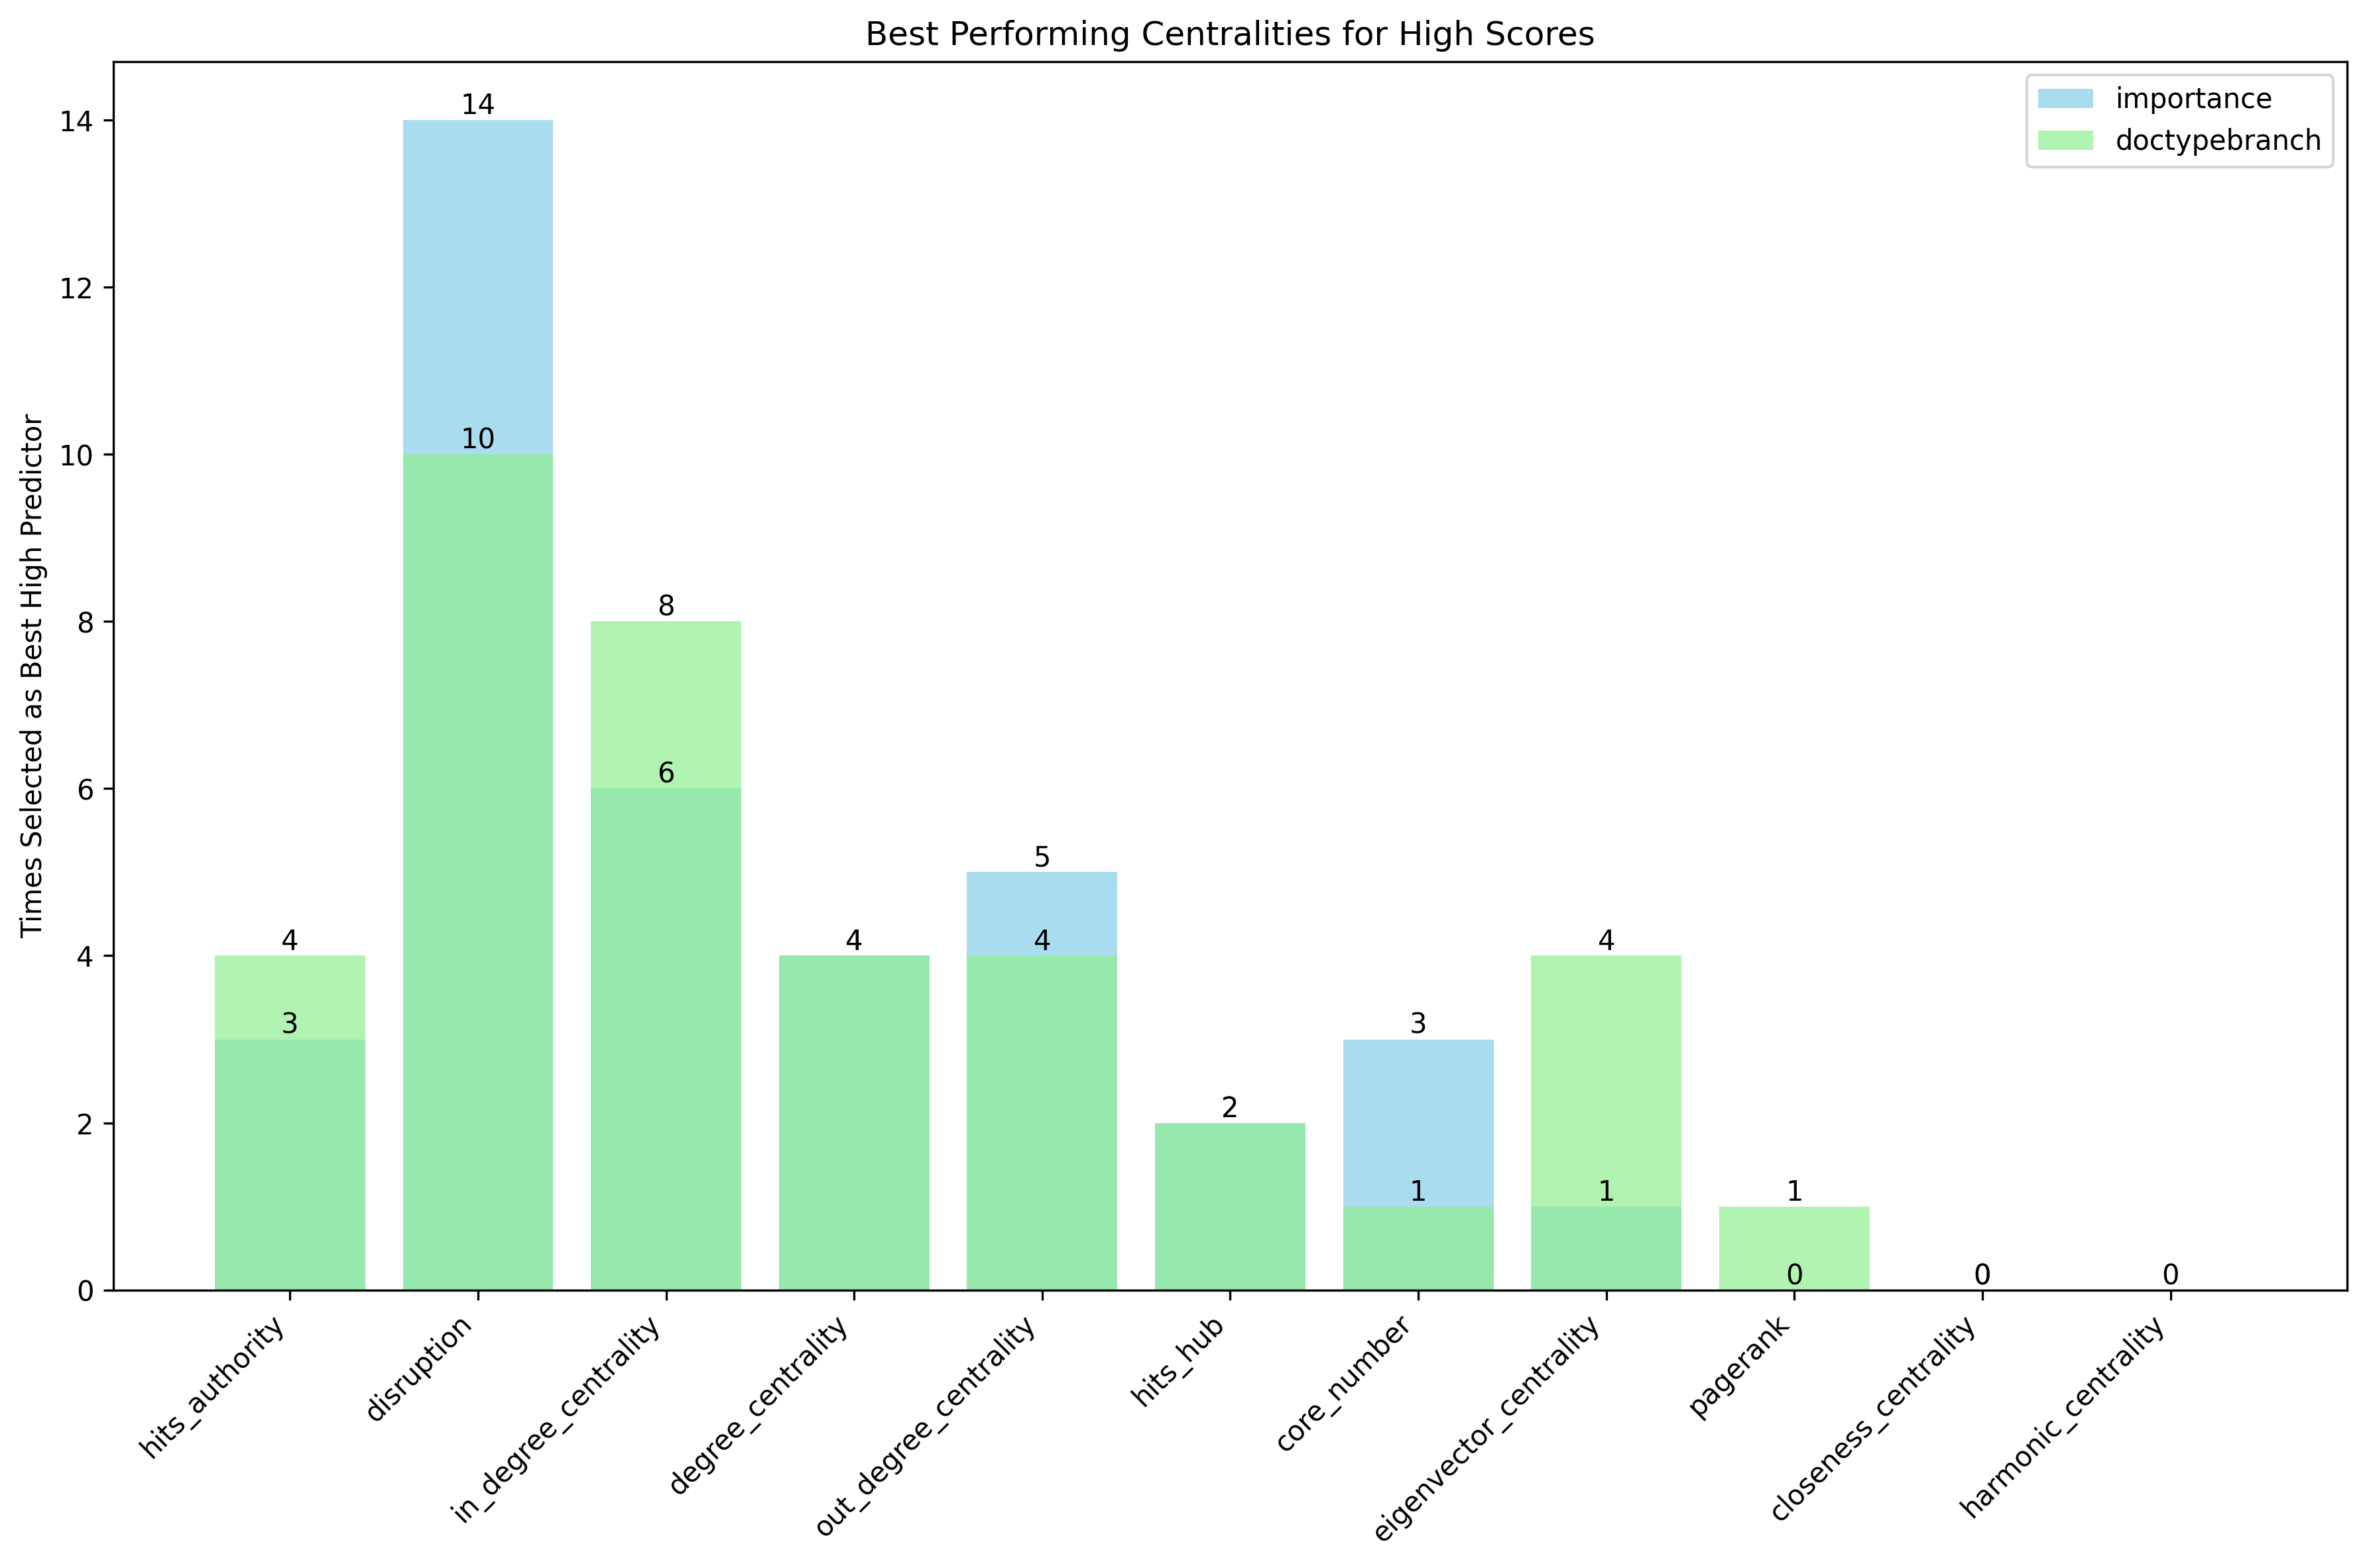 Best Performing Centralities for High Scores
importance
doctypebranch
Times Selected as Best High Predictor
14
12
10
8
6
4
2
0
4
3
14
10
8
6
4
5
4
2
3
1
4
1
1
0
0
0
hits_authority
disruption
in_degree_centrality
degree_centrality
out_degree_centrality
hits_hub
core_number
eigenvector_centrality
pagerank
closeness_centrality
harmonic_centrality